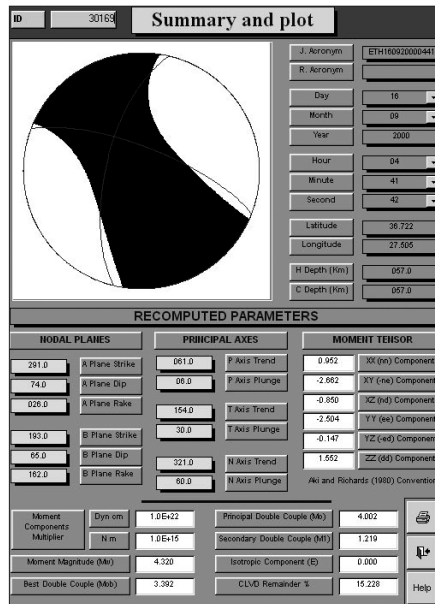 ID 30169 Summary and plot
J. Acronym ETH160920000441
R. Acronym
Day 16
Month 09
Year 2000
Hour 04
Minute 41
Second 42
Latitude 36.722
Longitude 27.505
H Depth (Km) 057.0
C Depth (Km) 057.0
RECOMPUTED PARAMETERS
NODAL PLANES
291.0 A Plane Strike
74.0 A Plane Dip
026.0 A Plane Rake
193.0 B Plane Strike
65.0 B Plane Dip
162.0 B Plane Rake
PRINCIPAL AXES
061.0 P Axis Trend
06.0 P Axis Plunge
154.0 T Axis Trend
30.0 T Axis Plunge
321.0 N Axis Trend
60.0 N Axis Plunge
MOMENT TENSOR
0.952 XX (nn) Component
-2.662 XY (-ne) Component
-0.850 XZ (nd) Component
-2.504 YY (ee) Component
-0.147 YZ (-ed) Component
1.552 ZZ (dd) Component
Aki and Richards (1980) Convention
Moment Components Multiplier
Dyn cm 1.0E+22
N m 1.0E+15
Moment Magnitude (Mw) 4.320
Best Double Couple (Mob) 3.392
Principal Double Couple (Mo) 4.002
Secondary Double Couple (M1) 1.219
Isotropic Component (E) 0.000
CLVD Remainder % 15.228
Help